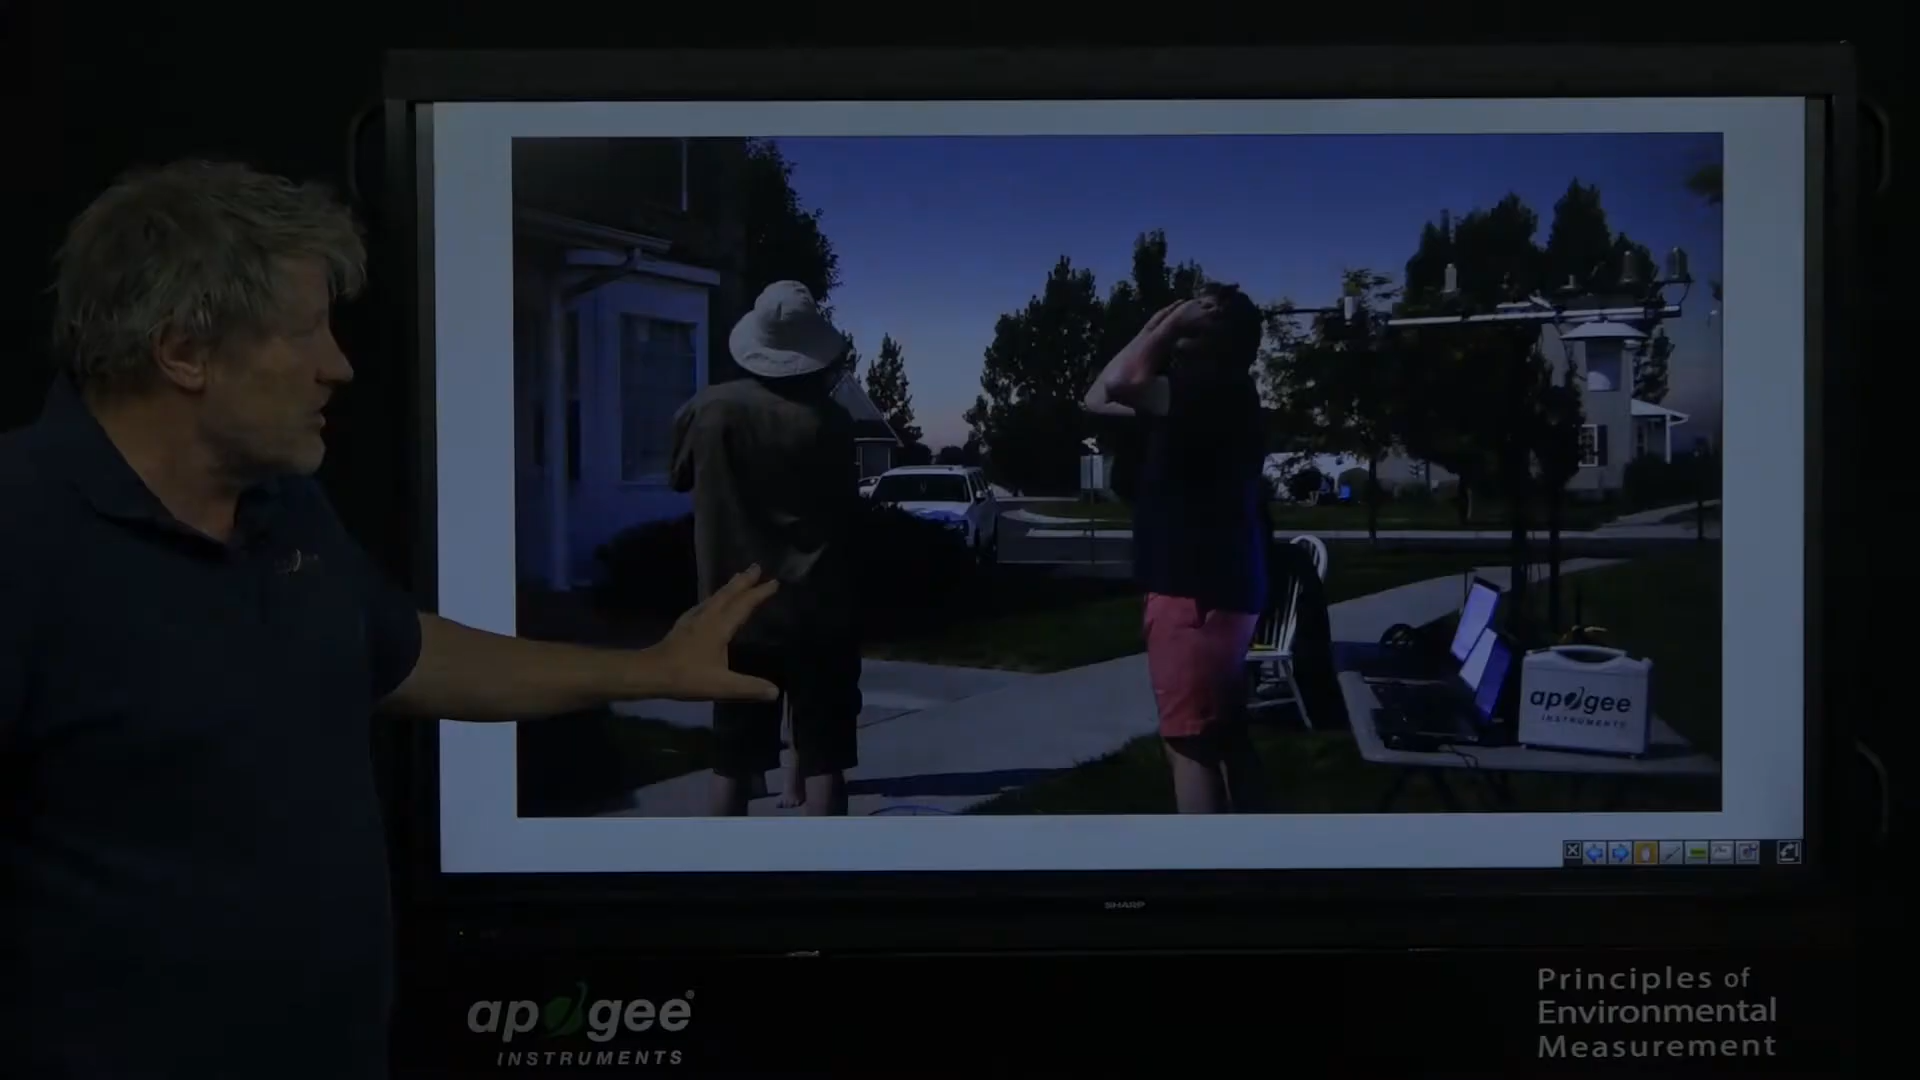 apogee
INSTRUMENTS
SHARP
apogee®
INSTRUMENTS
Principles of
Environmental
Measurement